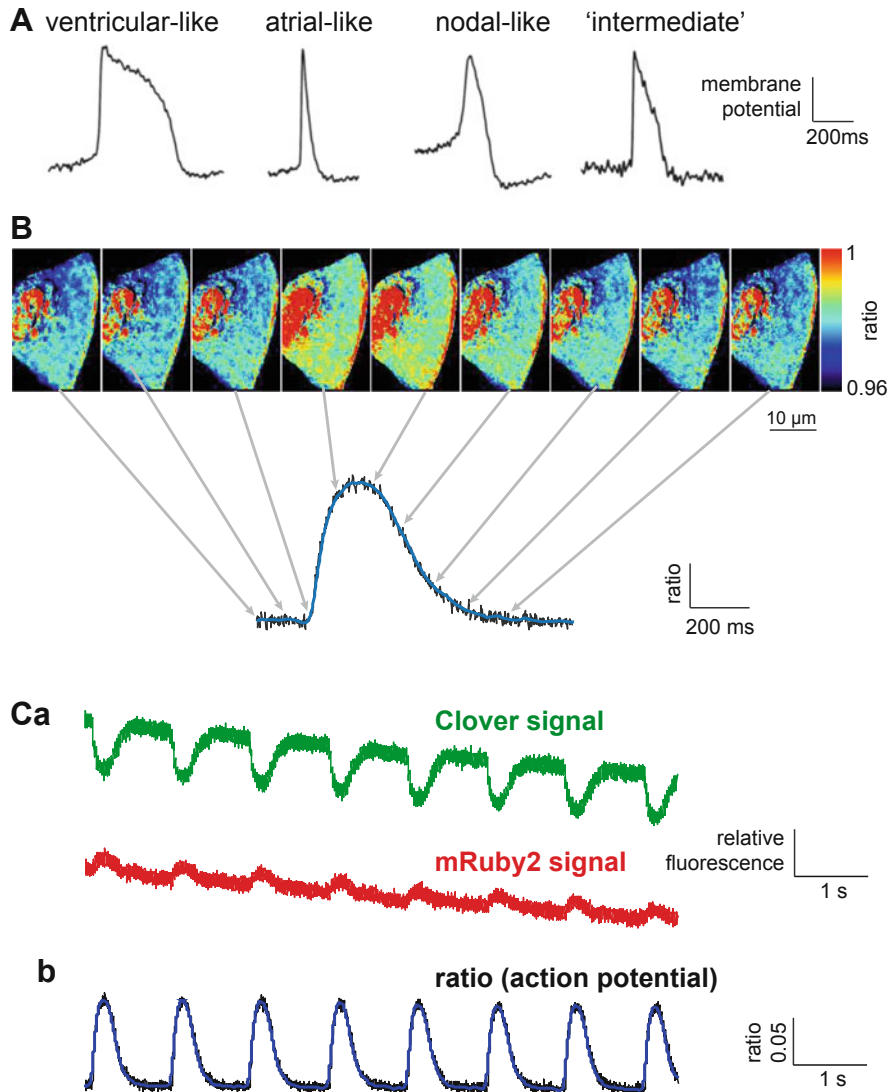 A
ventricular-like
atrial-like
nodal-like
‘intermediate’
membrane
potential
200ms
B
1
ratio
0.96
10 µm
ratio
200 ms
Ca
Clover signal
mRuby2 signal
relative
fluorescence
1 s
b
ratio (action potential)
ratio
0.05
1 s